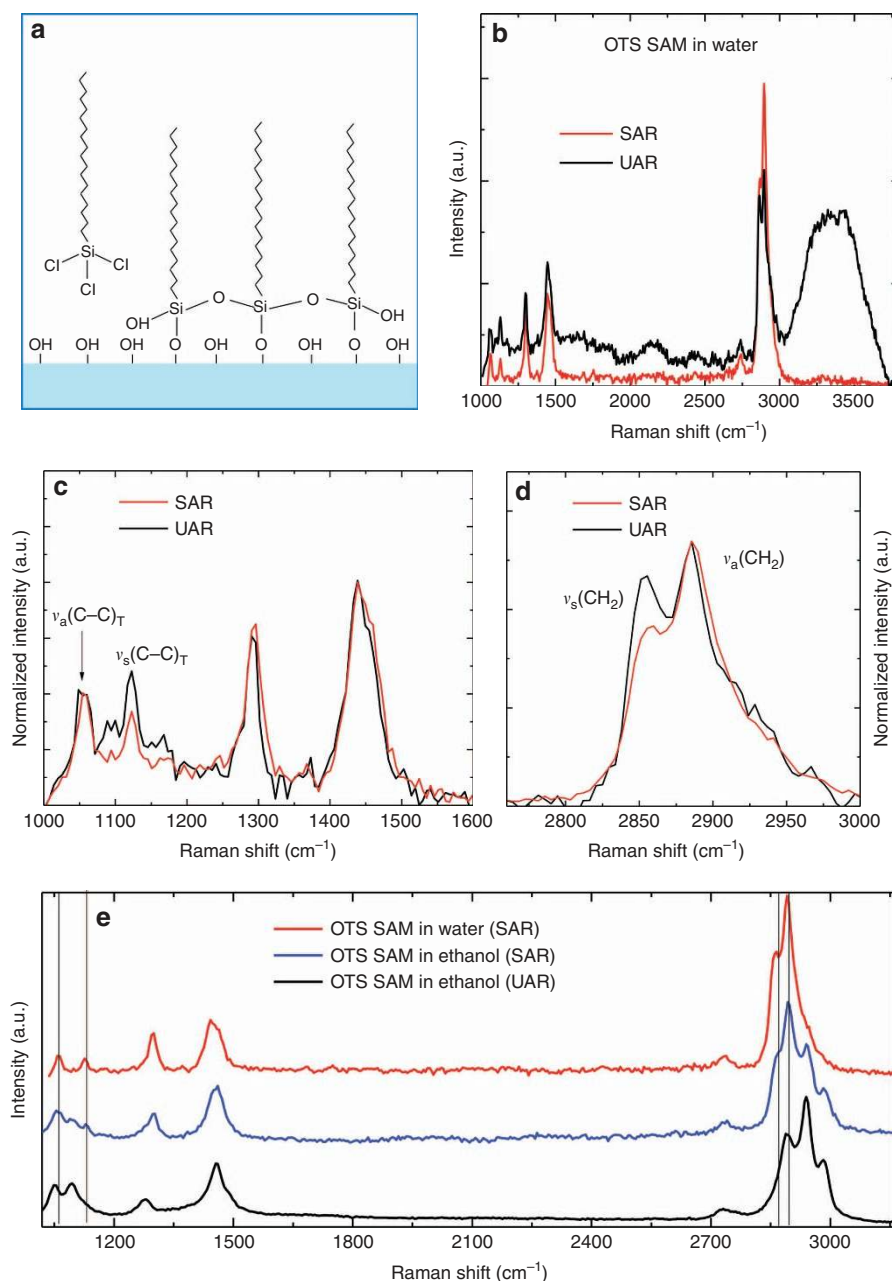 a
Cl
Si
Cl
Cl
Si
O
Si
O
Si
OH
OH
OH
OH
OH
O
OH
O
OH
O
OH
b
OTS SAM in water
SAR
UAR
Intensity (a.u.)
1000 1500 2000 2500 3000 3500
Raman shift (cm⁻¹)
c
SAR
UAR
νa(C–C)T
νs(C–C)T
Normalized intensity (a.u.)
1000 1100 1200 1300 1400 1500 1600
Raman shift (cm⁻¹)
d
SAR
UAR
νs(CH2)
νa(CH2)
Normalized intensity (a.u.)
2800 2850 2900 2950 3000
Raman shift (cm⁻¹)
e
OTS SAM in water (SAR)
OTS SAM in ethanol (SAR)
OTS SAM in ethanol (UAR)
Intensity (a.u.)
1200 1500 1800 2100 2400 2700 3000
Raman shift (cm⁻¹)